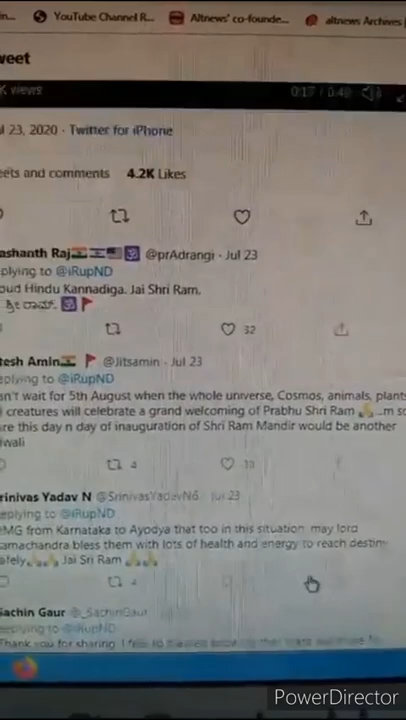 YouTube Channel R... Altnews' co-founde... altnews Archives
weet
K views 0:17 / 0:48
l 23, 2020 · Twitter for iPhone
eets and comments 4.2K Likes
ashanth Raj @prAdrangi · Jul 23
plying to @iRupND
oud Hindu Kannadiga. Jai Shri Ram.
32
tesh Amin @Jitsamin · Jul 23
eplying to @iRupND
an't wait for 5th August when the whole universe, Cosmos, animals, plants
creatures will celebrate a grand welcoming of Prabhu Shri Ram
re this day n day of inauguration of Shri Ram Mandir would be another
wali
4 10
rinivas Yadav N @SrinivasYadavN6 · Jul 23
eplying to @iRupND
MG from Karnataka to Ayodya that too in this situation may lord
amachandra bless them with lots of health and energy to reach destin
afely Jai Sri Ram
4
Sachin Gaur @_SachinGaur
eplying to @iRupND
Thank you for sharing. I
PowerDirector